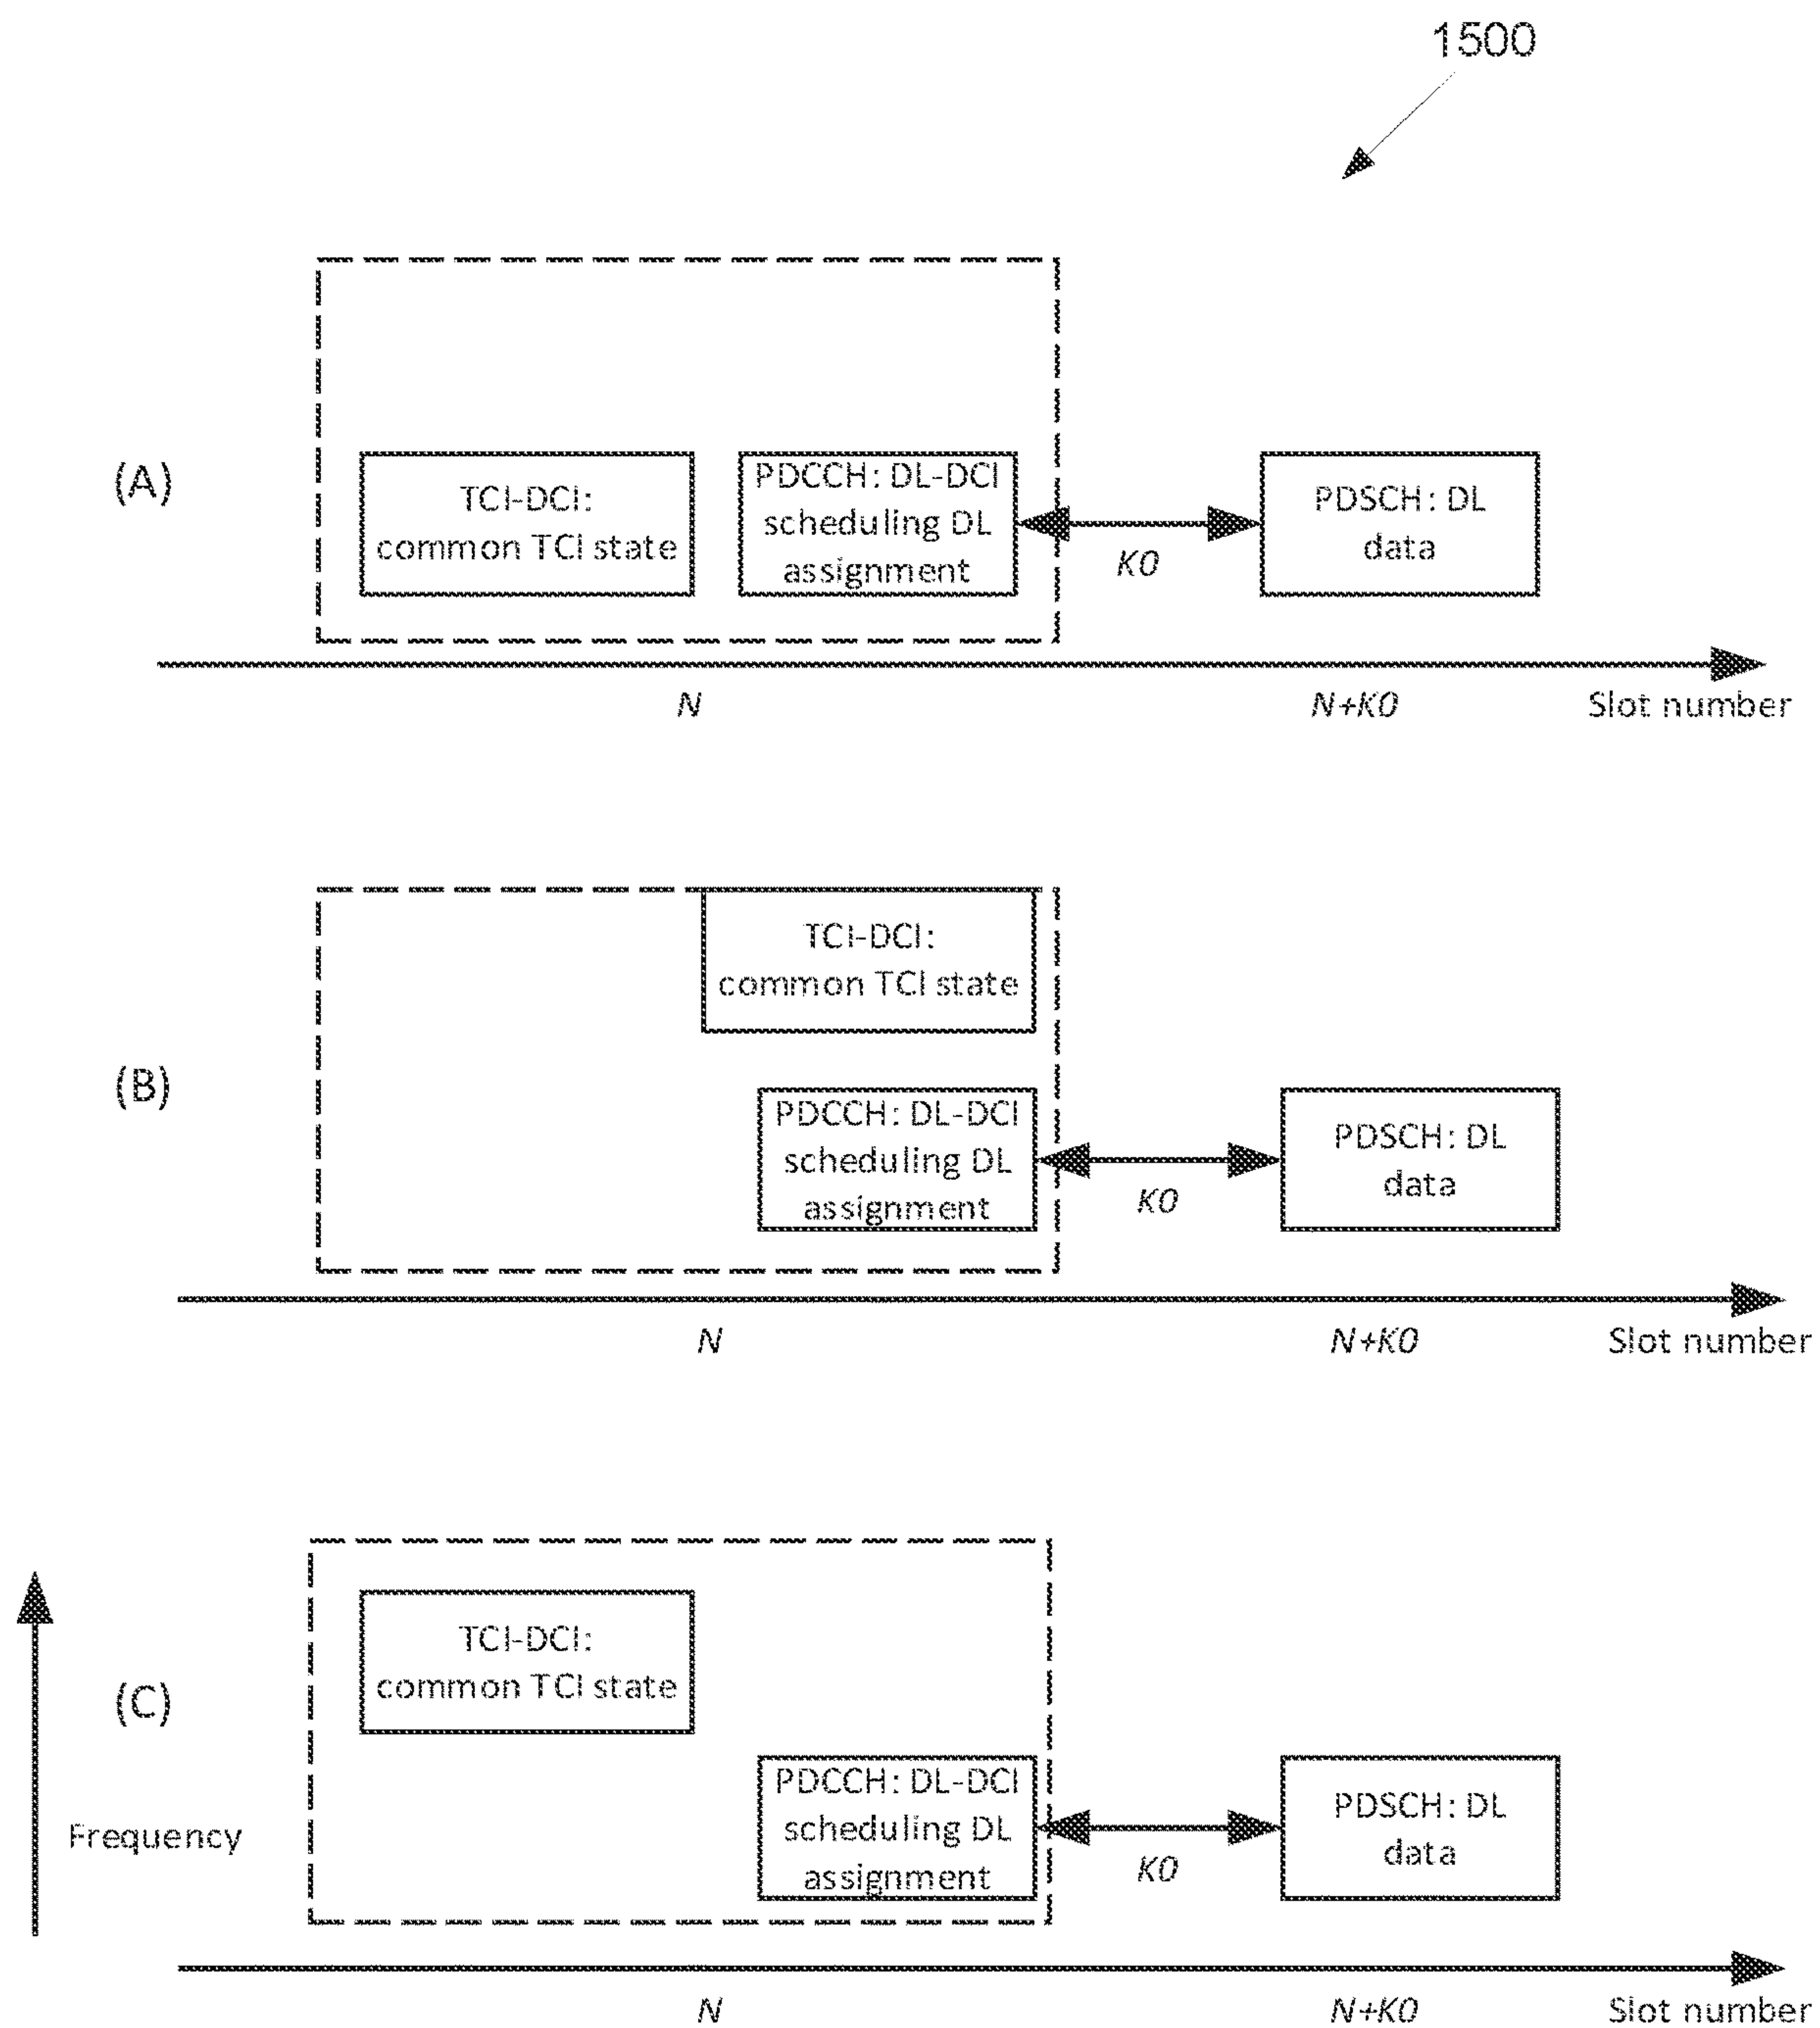 1500
(A)
TCI-DCI:
common TCI state
PDCCH: DL-DCI
scheduling DL
assignment
K0
PDSCH: DL
data
N
N+K0
Slot number
(B)
TCI-DCI:
common TCI state
PDCCH: DL-DCI
scheduling DL
assignment
K0
PDSCH: DL
data
N
N+K0
Slot number
(C)
Frequency
TCI-DCI:
common TCI state
PDCCH: DL-DCI
scheduling DL
assignment
K0
PDSCH: DL
data
N
N+K0
Slot number